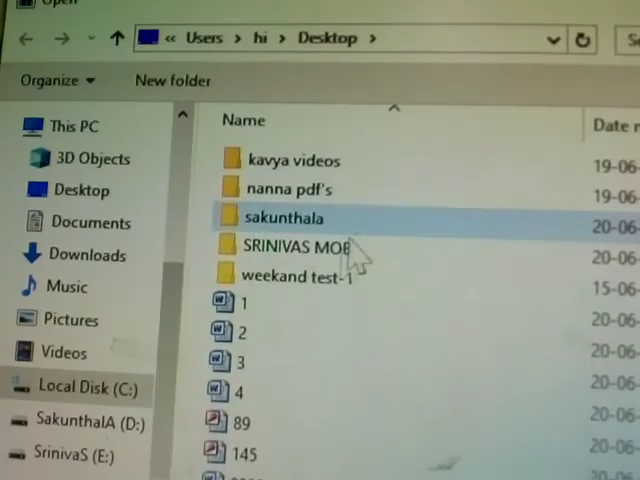 Open
« Users › hi › Desktop ›
Organize New folder
Name Date
This PC
3D Objects
Desktop
Documents
Downloads
Music
Pictures
Videos
Local Disk (C:)
SakunthalA (D:)
SrinivaS (E:)
kavya videos 19-06-
nanna pdf's 19-06-
sakunthala 20-06-
SRINIVAS MOB 20-06-
weekand test-1 15-06-
1 20-06-
2 20-06-
3 20-06-
4 20-06-
89 20-06-
145 20-06-